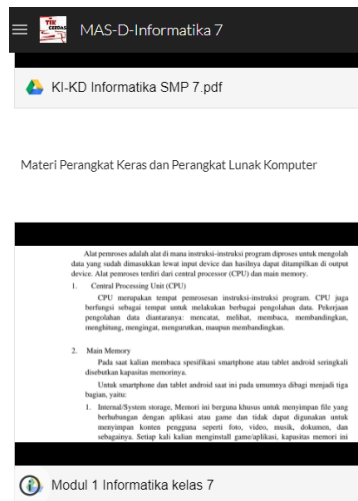 TIK
CERDAS
MAS-D-Informatika 7
KI-KD Informatika SMP 7.pdf
Materi Perangkat Keras dan Perangkat Lunak Komputer
Alat pemroses adalah alat di mana instruksi-instruksi program diproses untuk mengolah
data yang sudah dimasukkan lewat input device dan hasilnya dapat ditampilkan di output
device. Alat pemroses terdiri dari central processor (CPU) dan main memory.
1. Central Processing Unit (CPU)
CPU merupakan tempat pemrosesan instruksi-instruksi program. CPU juga
berfungsi sebagai tempat untuk melakukan berbagai pengolahan data. Pekerjaan
pengolahan data diantaranya: mencatat, melihat, membaca, membandingkan,
menghitung, mengingat, mengurutkan, maupun membandingkan.
2. Main Memory
Pada saat kalian membaca spesifikasi smartphone atau tablet android seringkali
disebutkan kapasitas memorinya.
Untuk smartphone dan tablet android saat ini pada umumnya dibagi menjadi tiga
bagian, yaitu:
1. Internal/System storage, Memori ini berguna khusus untuk menyimpan file yang
berhubungan dengan aplikasi atau game dan tidak dapat digunakan untuk
menyimpan konten pengguna seperti foto, video, musik, dokumen, dan
sebagainya. Setiap kali kalian menginstall game/aplikasi, kapasitas memori ini
Modul 1 Informatika kelas 7